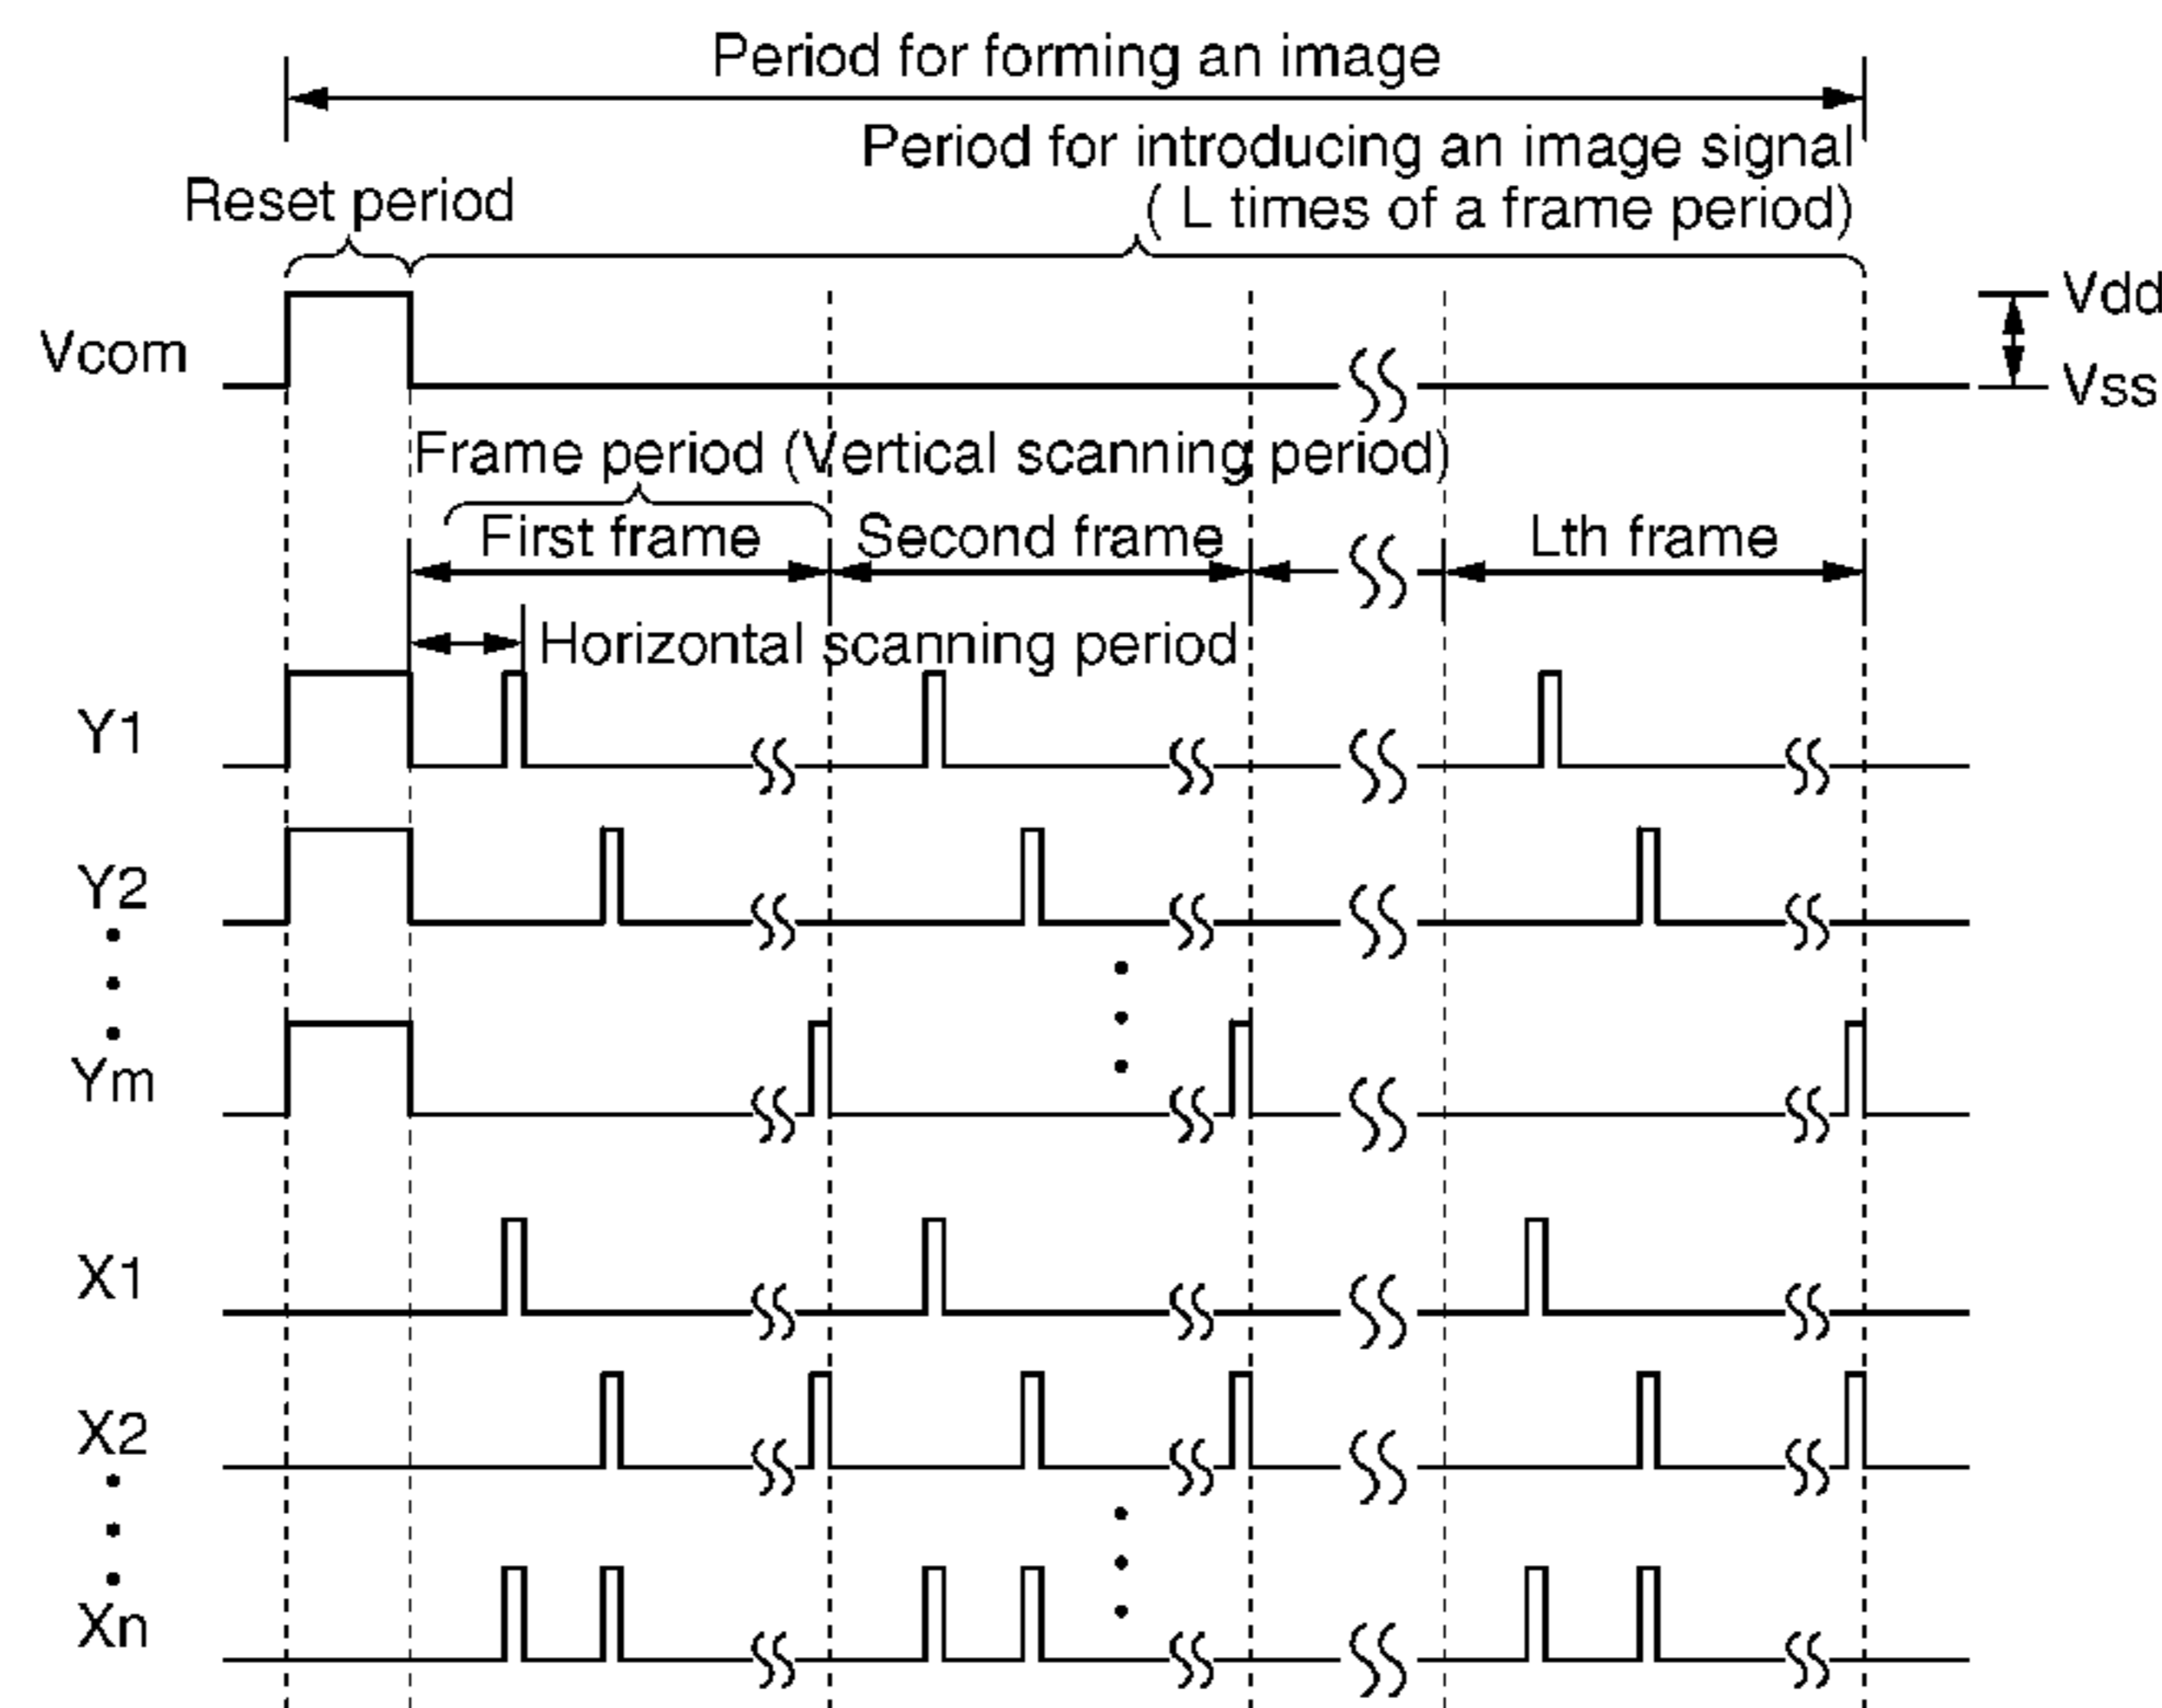 Period for forming an image
Period for introducing an image signal
( L times of a frame period)
Reset period
Vcom
Vdd
Vss
Frame period (Vertical scanning period)
First frame
Second frame
Lth frame
Horizontal scanning period
Y1
Y2
Ym
X1
X2
Xn